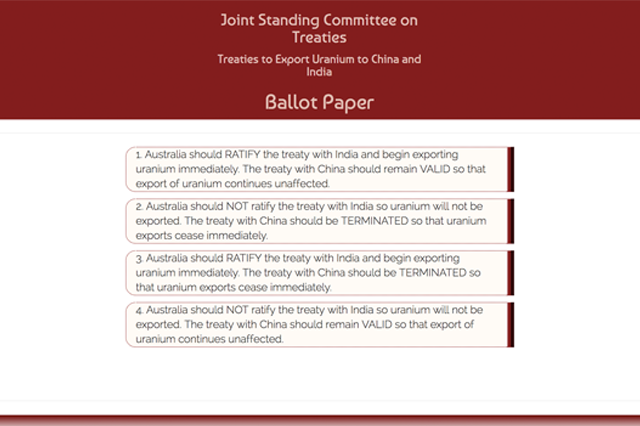 Joint Standing Committee on
Treaties
Treaties to Export Uranium to China and
India
Ballot Paper
1. Australia should RATIFY the treaty with India and begin exporting
uranium immediately. The treaty with China should remain VALID so that
export of uranium continues unaffected.
2. Australia should NOT ratify the treaty with India so uranium will not be
exported. The treaty with China should be TERMINATED so that uranium
exports cease immediately.
3. Australia should RATIFY the treaty with India and begin exporting
uranium immediately. The treaty with China should be TERMINATED so
that uranium exports cease immediately.
4. Australia should NOT ratify the treaty with India so uranium will not be
exported. The treaty with China should remain VALID so that export of
uranium continues unaffected.